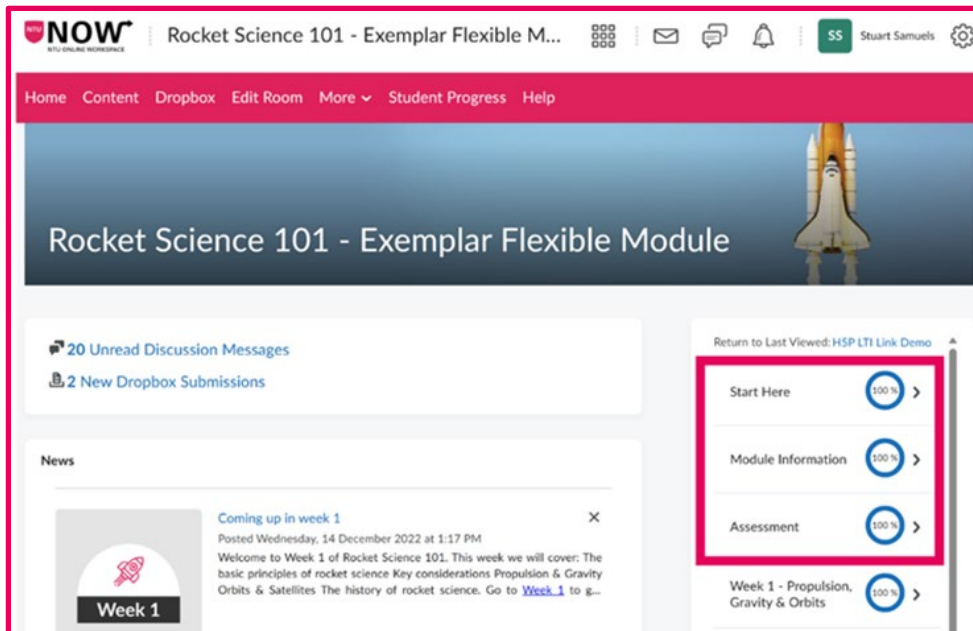 NTU NOW
NTU ONLINE WORKSPACE
Rocket Science 101 - Exemplar Flexible M...
SS
Stuart Samuels
Home Content Dropbox Edit Room More Student Progress Help
Rocket Science 101 - Exemplar Flexible Module
20 Unread Discussion Messages
2 New Dropbox Submissions
News
Coming up in week 1
Posted Wednesday, 14 December 2022 at 1:17 PM
Welcome to Week 1 of Rocket Science 101. This week we will cover: The
basic principles of rocket science Key considerations Propulsion & Gravity
Orbits & Satellites The history of rocket science. Go to Week 1 to g...
Week 1
Return to Last Viewed: H5P LTI Link Demo
Start Here 100 %
Module Information 100 %
Assessment 100 %
Week 1 - Propulsion,
Gravity & Orbits 100 %